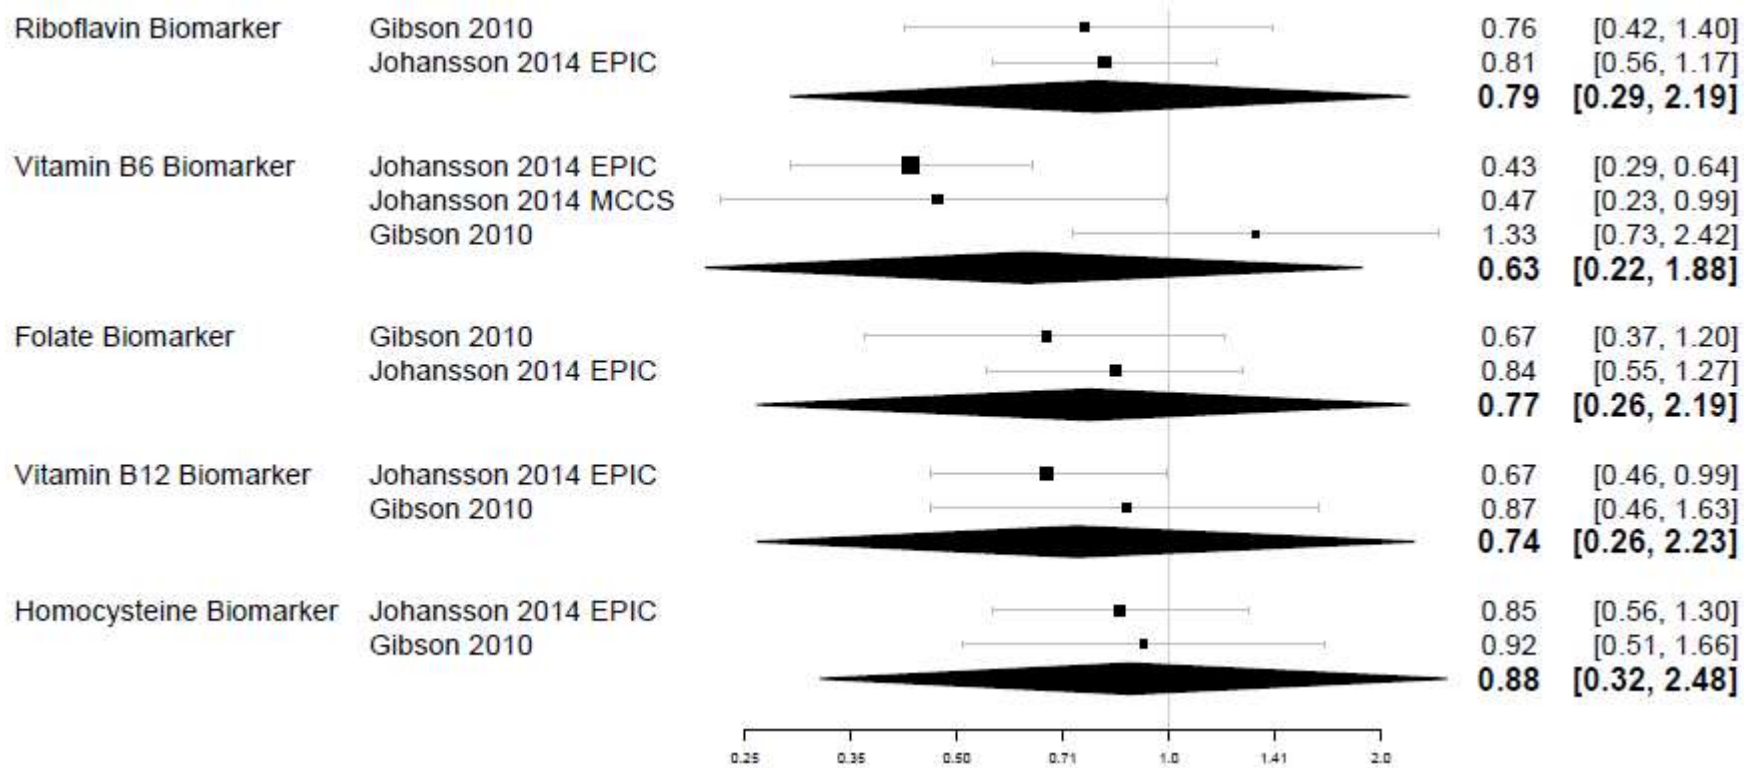 Riboflavin Biomarker Gibson 2010 0.76 [0.42, 1.40]
Johansson 2014 EPIC 0.81 [0.56, 1.17]
0.79 [0.29, 2.19]
Vitamin B6 Biomarker Johansson 2014 EPIC 0.43 [0.29, 0.64]
Johansson 2014 MCCS 0.47 [0.23, 0.99]
Gibson 2010 1.33 [0.73, 2.42]
0.63 [0.22, 1.88]
Folate Biomarker Gibson 2010 0.67 [0.37, 1.20]
Johansson 2014 EPIC 0.84 [0.55, 1.27]
0.77 [0.26, 2.19]
Vitamin B12 Biomarker Johansson 2014 EPIC 0.67 [0.46, 0.99]
Gibson 2010 0.87 [0.46, 1.63]
0.74 [0.26, 2.23]
Homocysteine Biomarker Johansson 2014 EPIC 0.85 [0.56, 1.30]
Gibson 2010 0.92 [0.51, 1.66]
0.88 [0.32, 2.48]
0.25 0.35 0.50 0.71 1.0 1.41 2.0